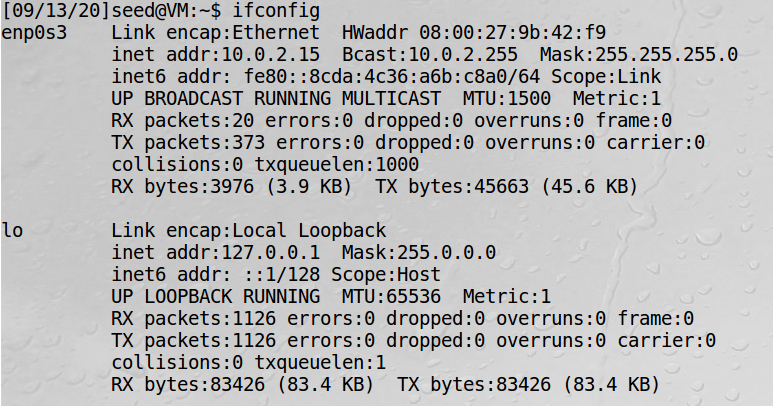 [09/13/20]seed@VM:~$ ifconfig
enp0s3    Link encap:Ethernet  HWaddr 08:00:27:9b:42:f9
          inet addr:10.0.2.15  Bcast:10.0.2.255  Mask:255.255.255.0
          inet6 addr: fe80::8cda:4c36:a6b:c8a0/64 Scope:Link
          UP BROADCAST RUNNING MULTICAST  MTU:1500  Metric:1
          RX packets:20 errors:0 dropped:0 overruns:0 frame:0
          TX packets:373 errors:0 dropped:0 overruns:0 carrier:0
          collisions:0 txqueuelen:1000
          RX bytes:3976 (3.9 KB)  TX bytes:45663 (45.6 KB)

lo        Link encap:Local Loopback
          inet addr:127.0.0.1  Mask:255.0.0.0
          inet6 addr: ::1/128 Scope:Host
          UP LOOPBACK RUNNING  MTU:65536  Metric:1
          RX packets:1126 errors:0 dropped:0 overruns:0 frame:0
          TX packets:1126 errors:0 dropped:0 overruns:0 carrier:0
          collisions:0 txqueuelen:1
          RX bytes:83426 (83.4 KB)  TX bytes:83426 (83.4 KB)